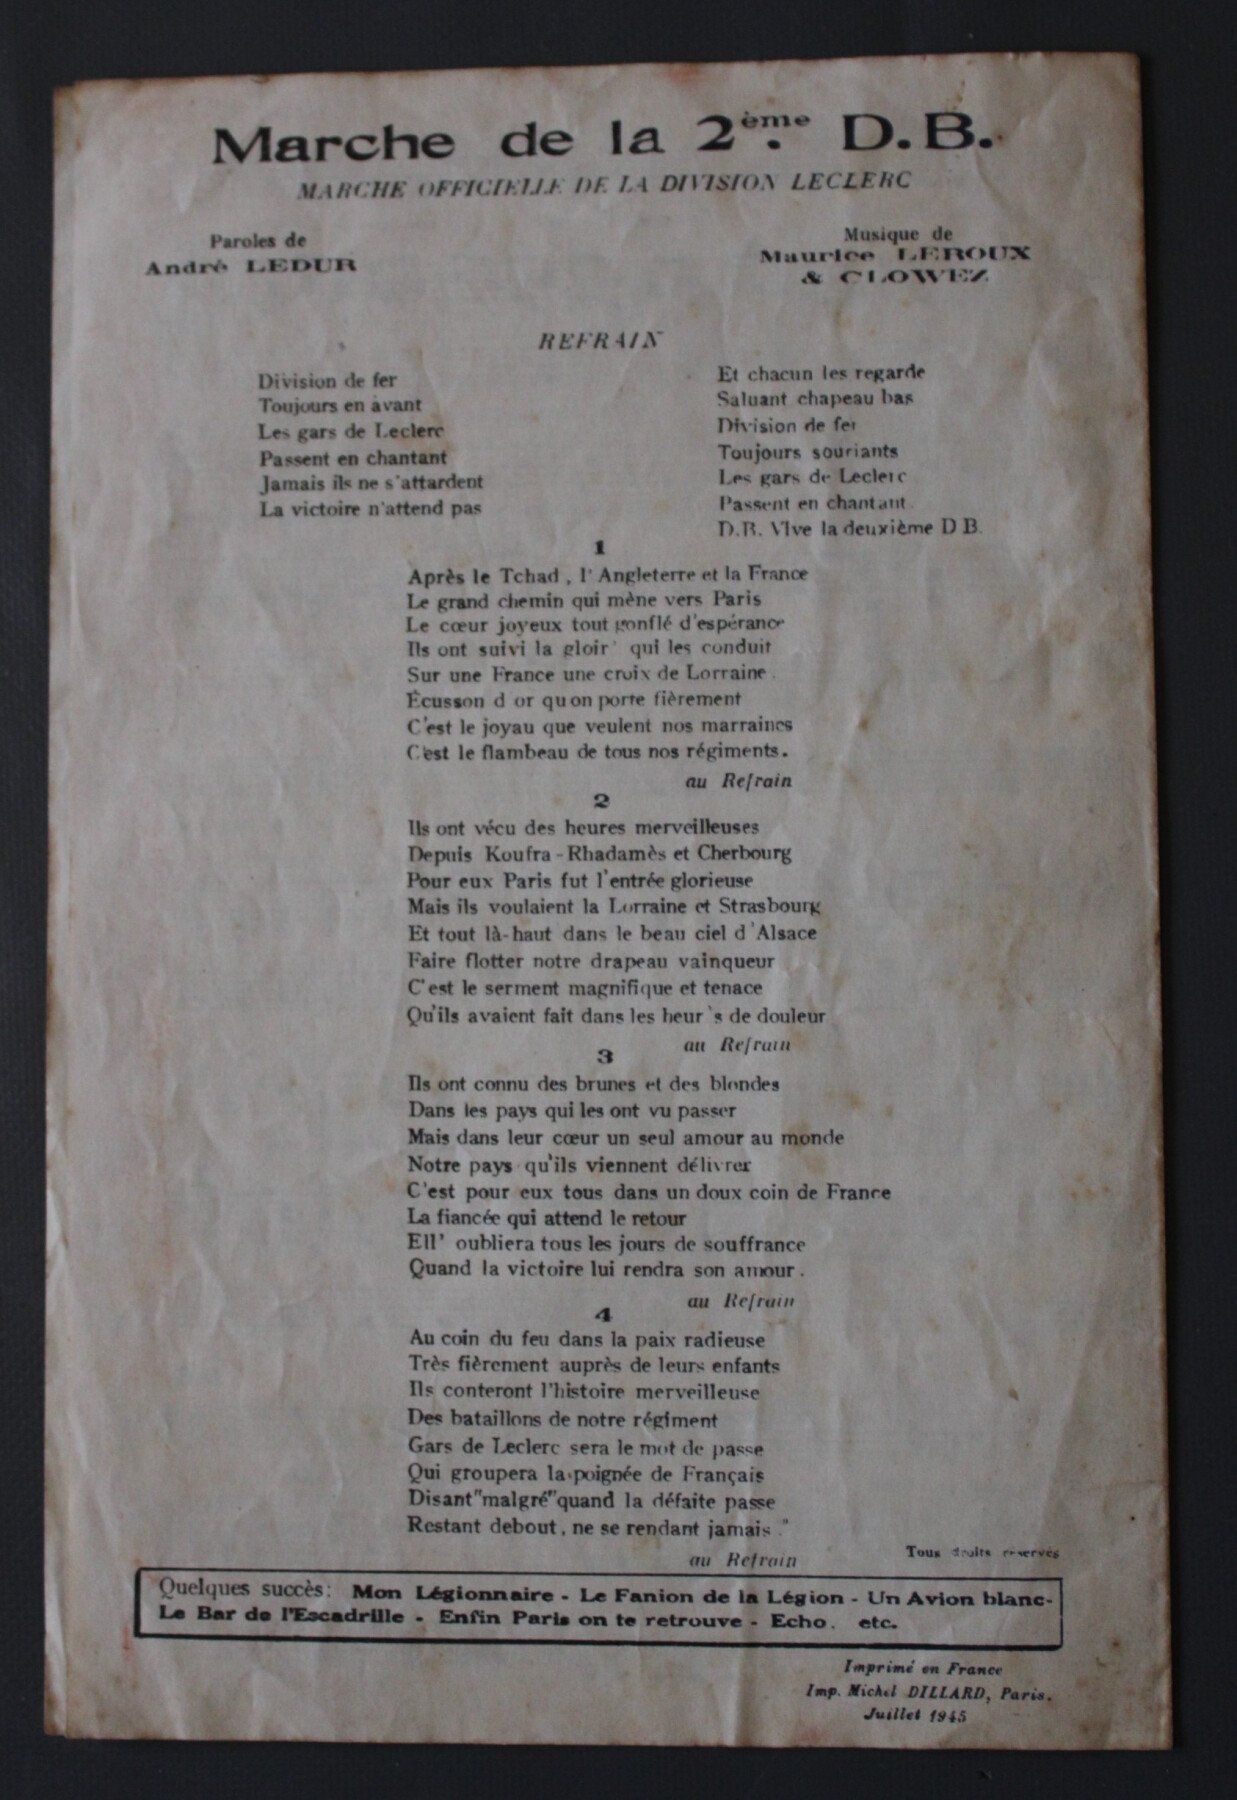 Marche de la 2ème. D.B.
MARCHE OFFICIELLE DE LA DIVISION LECLERC
Paroles de
André LEDUR
Musique de
Maurice LEROUX
& CLOWEZ
REFRAIN
Division de fer
Toujours en avant
Les gars de Leclerc
Passent en chantant
Jamais ils ne s'attardent
La victoire n'attend pas
Et chacun les regarde
Saluant chapeau bas
Division de fer
Toujours souriants
Les gars de Leclerc
Passent en chantant.
D.B. Vive la deuxième D B.
1
Après le Tchad, l'Angleterre et la France
Le grand chemin qui mène vers Paris
Le cœur joyeux tout gonflé d'espérance
Ils ont suivi la gloir' qui les conduit
Sur une France une croix de Lorraine.
Écusson d or qu on porte fièrement
C'est le joyau que veulent nos marraines
C'est le flambeau de tous nos régiments.
au Refrain
2
Ils ont vécu des heures merveilleuses
Depuis Koufra-Rhadamès et Cherbourg
Pour eux Paris fut l'entrée glorieuse
Mais ils voulaient la Lorraine et Strasbourg
Et tout là-haut dans le beau ciel d'Alsace
Faire flotter notre drapeau vainqueur
C'est le serment magnifique et tenace
Qu'ils avaient fait dans les heur's de douleur
au Refrain
3
Ils ont connu des brunes et des blondes
Dans les pays qui les ont vu passer
Mais dans leur cœur un seul amour au monde
Notre pays qu'ils viennent délivrer
C'est pour eux tous dans un doux coin de France
La fiancée qui attend le retour
Ell' oubliera tous les jours de souffrance
Quand la victoire lui rendra son amour.
au Refrain
4
Au coin du feu dans la paix radieuse
Très fièrement auprès de leurs enfants
Ils conteront l'histoire merveilleuse
Des bataillons de notre régiment
Gars de Leclerc sera le mot de passe
Qui groupera la poignée de Français
Disant "malgré" quand la défaite passe
Restant debout, ne se rendant jamais."
au Refrain
Tous droits réservés
Quelques succès: Mon Légionnaire - Le Fanion de la Légion - Un Avion blanc-
Le Bar de l'Escadrille - Enfin Paris on te retrouve - Echo. etc.
Imprimé en France
Imp. Michel DILLARD, Paris.
Juillet 1945